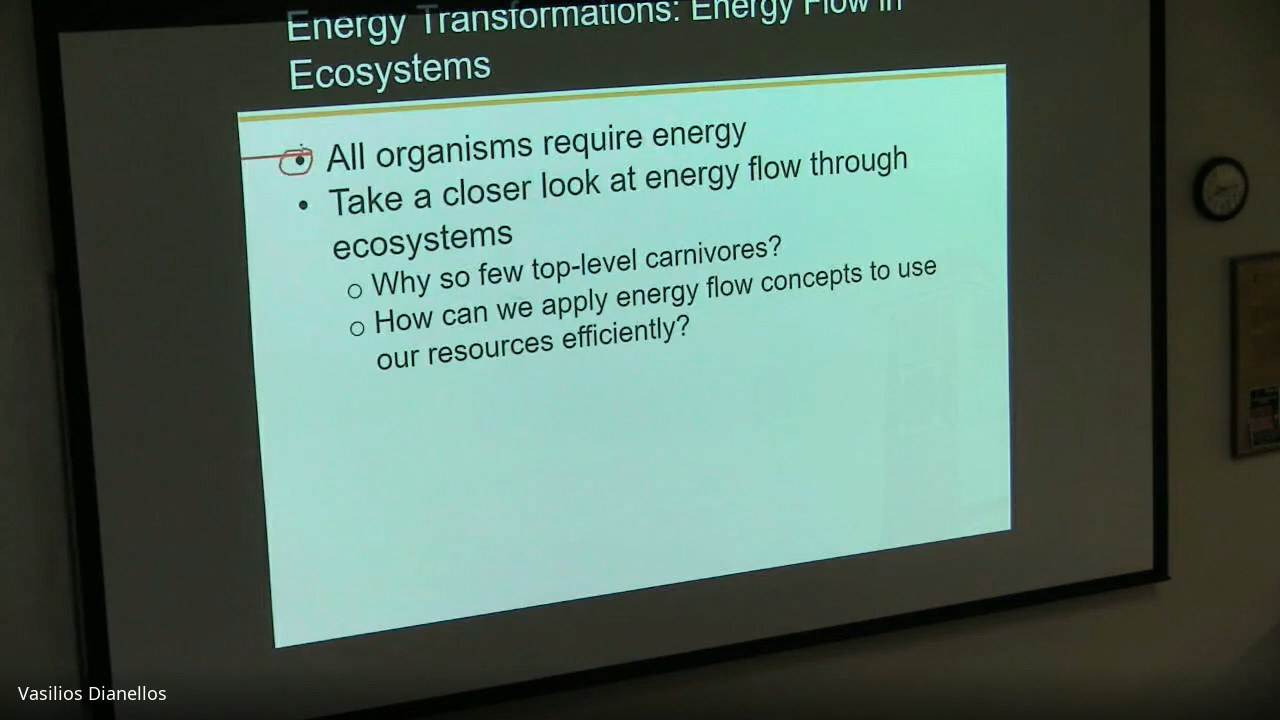 Energy Transformations: Energy Flow in
Ecosystems
• All organisms require energy
• Take a closer look at energy flow through
ecosystems
o Why so few top-level carnivores?
o How can we apply energy flow concepts to use
our resources efficiently?
Vasilios Dianellos